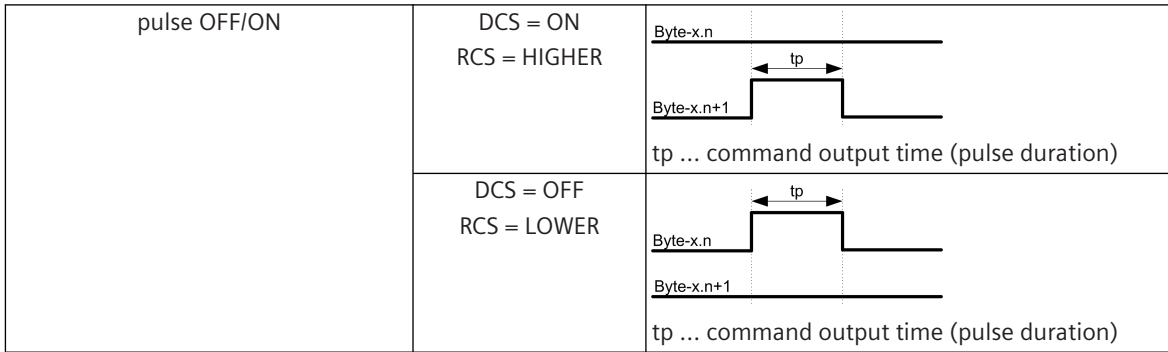 pulse OFF/ON
DCS = ON
RCS = HIGHER
Byte-x.n
tp
Byte-x.n+1
tp ... command output time (pulse duration)
DCS = OFF
RCS = LOWER
tp
Byte-x.n
Byte-x.n+1
tp ... command output time (pulse duration)